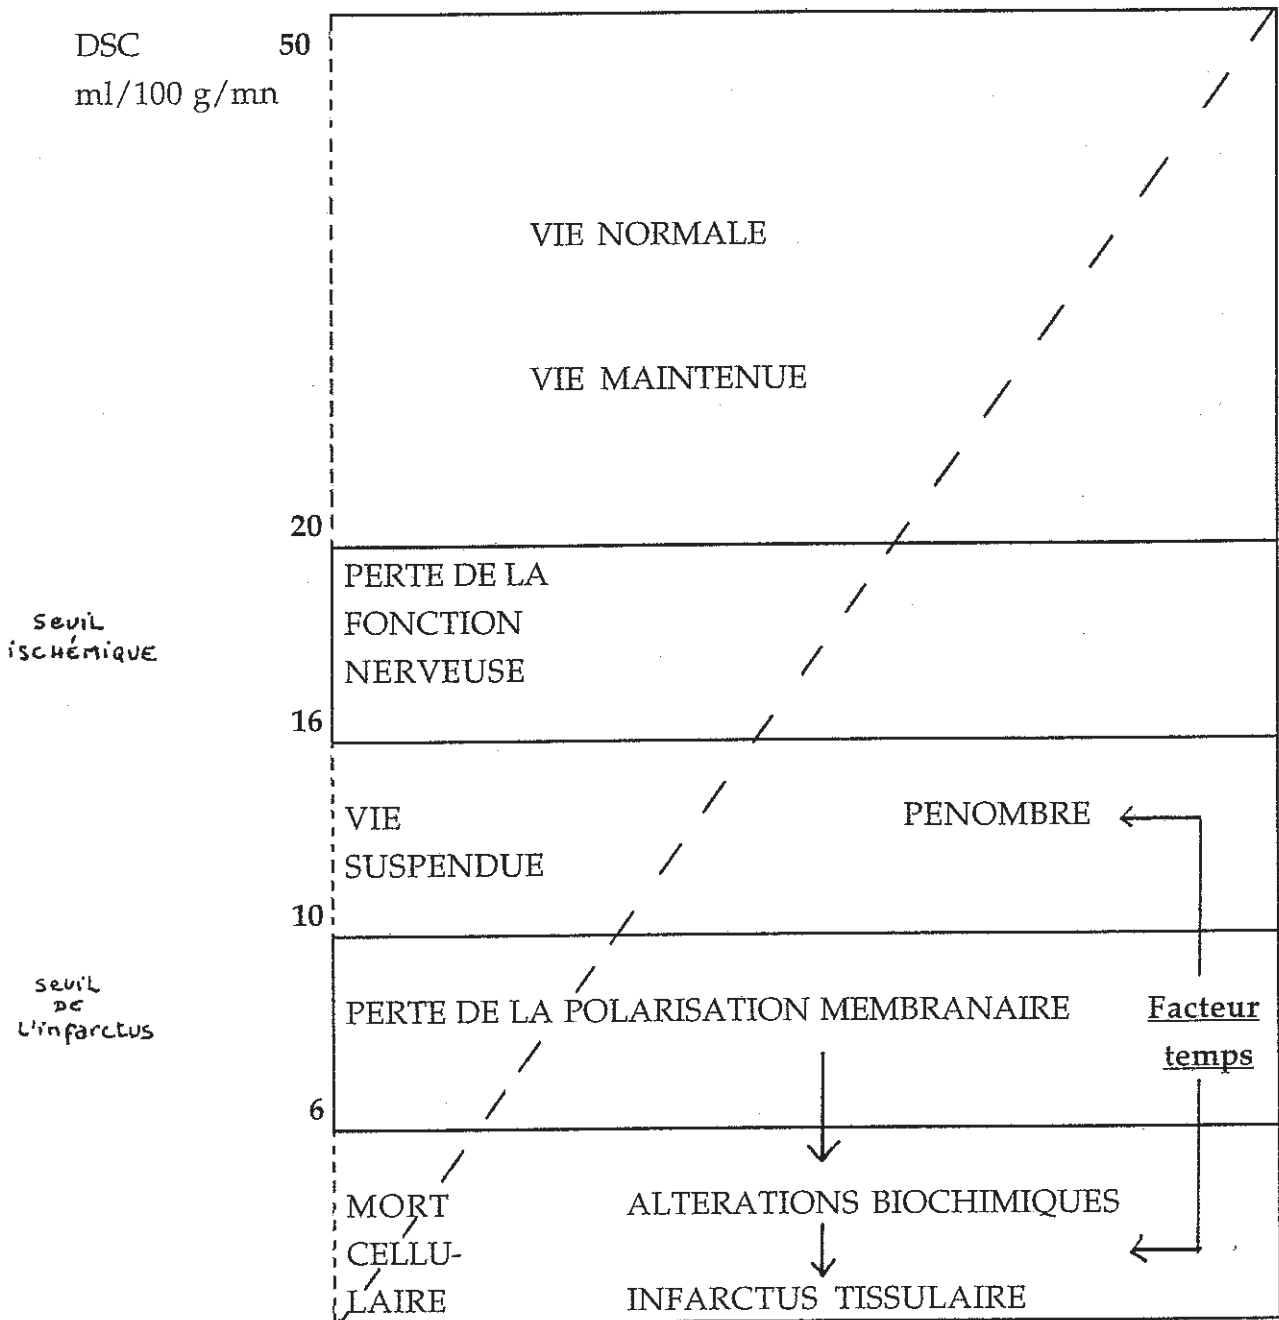 DSC 50
ml/100 g/mn
VIE NORMALE
VIE MAINTENUE
20
PERTE DE LA
FONCTION
NERVEUSE
seuil
ischémique
16
VIE
SUSPENDUE
PENOMBRE
10
seuil
DE
L'infarctus
PERTE DE LA POLARISATION MEMBRANAIRE
Facteur
temps
6
MORT
CELLU-
LAIRE
ALTERATIONS BIOCHIMIQUES
INFARCTUS TISSULAIRE